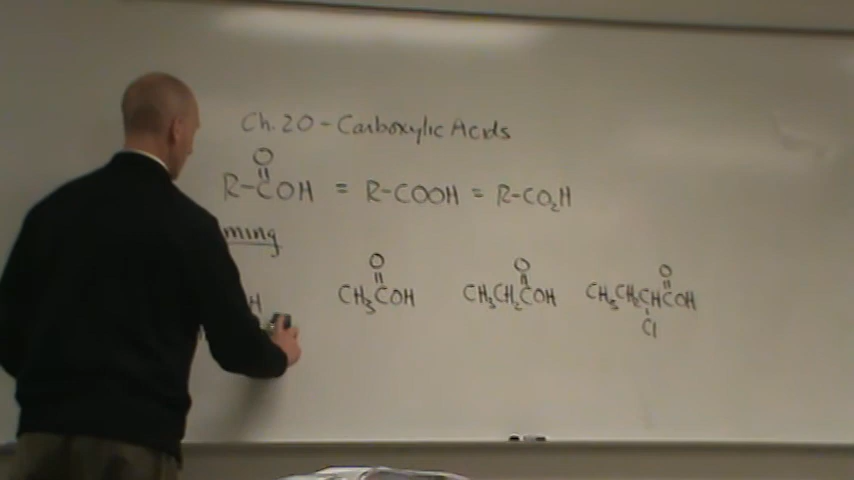 Ch. 20 - Carboxylic Acids
O
R-COH = R-COOH = R-CO₂H
ming
O O O
H CH₃COH CH₃CH₂COH CH₃CH₂CHCOH
Cl